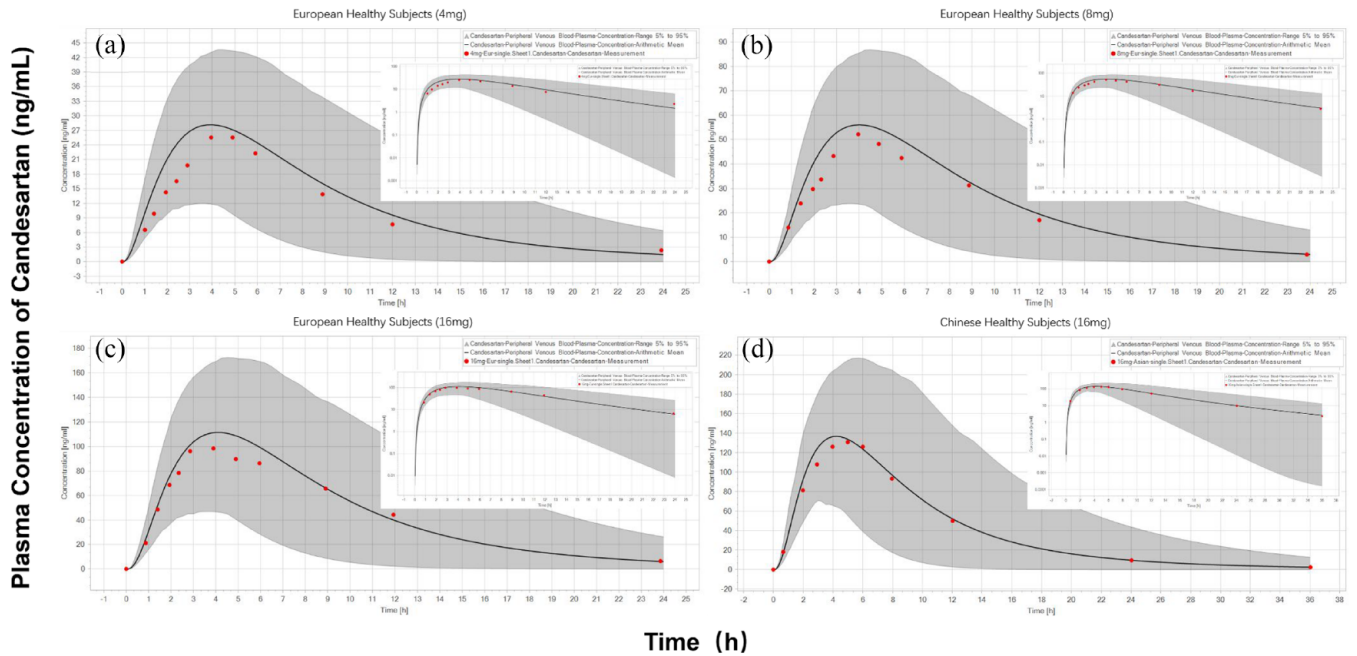 Plasma Concentration of Candesartan (ng/mL)
European Healthy Subjects (4mg)
(a)
Candesartan-Peripheral Venous Blood-Plasma-Concentration-Range 5% to 95%
Candesartan-Peripheral Venous Blood-Plasma-Concentration-Arithmetic Mean
4mg-Eur-single.Sheet1.Candesartan-Candesartan-Measurement
Concentration [ng/ml]
45
42
39
36
33
30
27
24
21
18
15
12
9
6
3
0
-3
-1 0 1 2 3 4 5 6 7 8 9 10 11 12 13 14 15 16 17 18 19 20 21 22 23 24 25
Time [h]
European Healthy Subjects (8mg)
(b)
Candesartan-Peripheral Venous Blood-Plasma-Concentration-Range 5% to 95%
Candesartan-Peripheral Venous Blood-Plasma-Concentration-Arithmetic Mean
8mg-Eur-single.Sheet1.Candesartan-Candesartan-Measurement
Concentration [ng/ml]
90
80
70
60
50
40
30
20
10
0
-10
-1 0 1 2 3 4 5 6 7 8 9 10 11 12 13 14 15 16 17 18 19 20 21 22 23 24 25
Time [h]
European Healthy Subjects (16mg)
(c)
Candesartan-Peripheral Venous Blood-Plasma-Concentration-Range 5% to 95%
Candesartan-Peripheral Venous Blood-Plasma-Concentration-Arithmetic Mean
16mg-Eur-single.Sheet1.Candesartan-Candesartan-Measurement
Concentration [ng/ml]
180
160
140
120
100
80
60
40
20
0
-1 0 1 2 3 4 5 6 7 8 9 10 11 12 13 14 15 16 17 18 19 20 21 22 23 24 25
Time [h]
Chinese Healthy Subjects (16mg)
(d)
Candesartan-Peripheral Venous Blood-Plasma-Concentration-Range 5% to 95%
Candesartan-Peripheral Venous Blood-Plasma-Concentration-Arithmetic Mean
16mg-Asian-single.Sheet1.Candesartan-Candesartan-Measurement
Concentration [ng/ml]
220
200
180
160
140
120
100
80
60
40
20
0
-20
-2 0 2 4 6 8 10 12 14 16 18 20 22 24 26 28 30 32 34 36 38
Time [h]
Time (h)